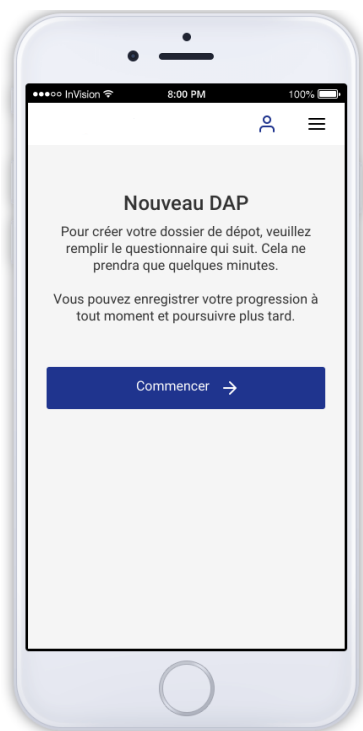 ●●●○○ InVision 8:00 PM 100%
Nouveau DAP
Pour créer votre dossier de dépot, veuillez
remplir le questionnaire qui suit. Cela ne
prendra que quelques minutes.
Vous pouvez enregistrer votre progression à
tout moment et poursuivre plus tard.
Commencer →